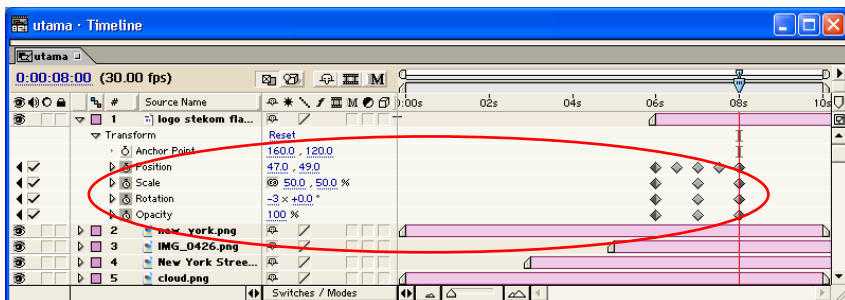 utama • Timeline
utama
0:00:08:00 (30.00 fps)
M
:00s 02s 04s 06s 08s 10s
# Source Name
M
1 logo stekom fla...
Transform Reset
Anchor Point 160.0 , 120.0
Position 47.0 , 49.0
Scale 50.0 , 50.0 %
Rotation -3 x +0.0 °
Opacity 100 %
2 new_york.png
3 IMG_0426.png
4 New York Stree...
5 cloud.png
Switches / Modes